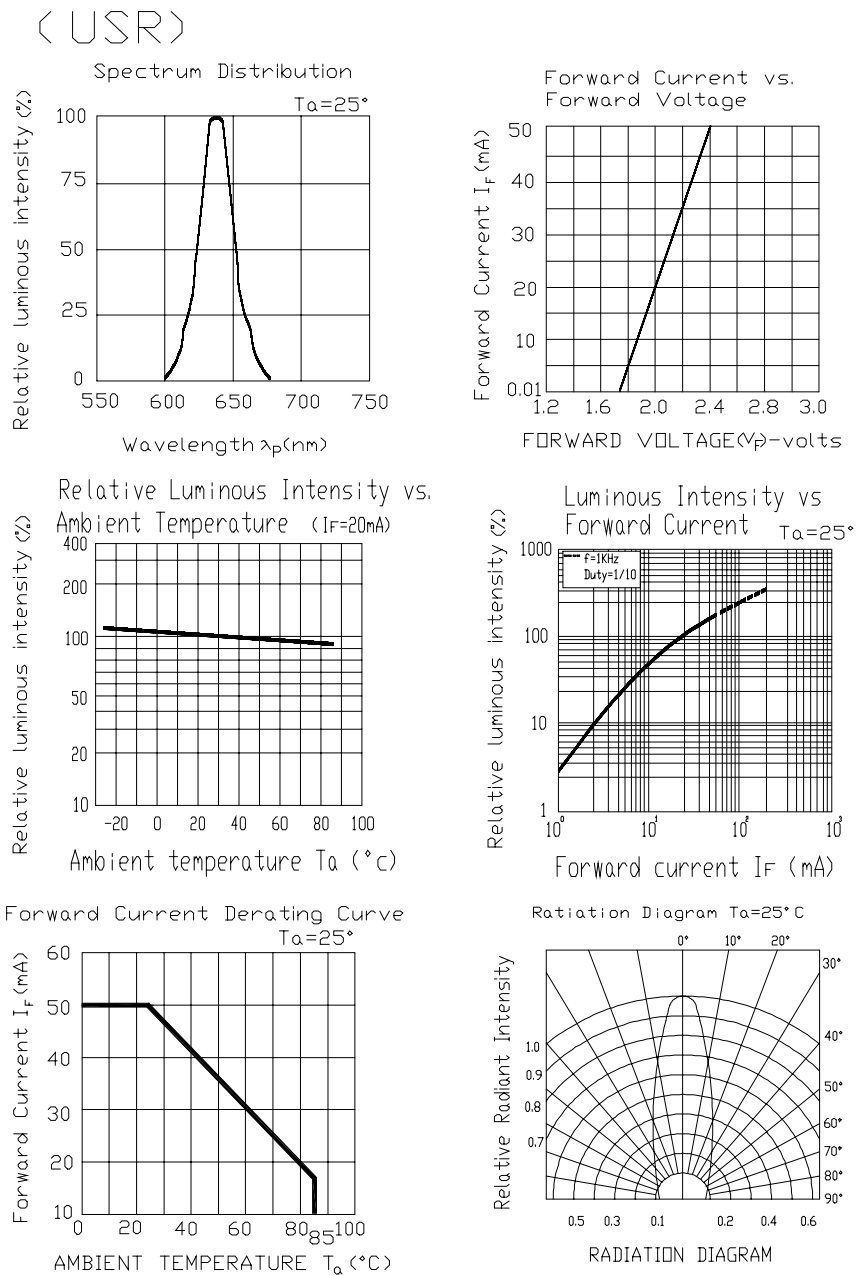 (USR)
Spectrum Distribution
Ta=25°
Relative luminous intensity (%)
100
75
50
25
0
550 600 650 700 750
Wavelength λp(nm)
Forward Current vs.
Forward Voltage
Forward Current IF (mA)
50
40
30
20
10
0.01
1.2 1.6 2.0 2.4 2.8 3.0
FORWARD VOLTAGE(VF)-volts
Relative Luminous Intensity vs.
Ambient Temperature (IF=20mA)
Relative luminous intensity (%)
400
200
100
50
20
10
-20 0 20 40 60 80 100
Ambient temperature Ta (°c)
Luminous Intensity vs
Forward Current Ta=25°
Relative luminous intensity (%)
f=1KHz
Duty=1/10
1000
100
10
1
10⁰ 10¹ 10² 10³
Forward current IF (mA)
Forward Current Derating Curve
Ta=25°
Forward Current IF (mA)
60
50
40
30
20
10
0 20 40 60 80 85 100
AMBIENT TEMPERATURE Ta (°C)
Ratiation Diagram Ta=25°C
Relative Radiant Intensity
0° 10° 20°
30°
40°
50°
60°
70°
80°
90°
1.0
0.9
0.8
0.7
0.5 0.3 0.1 0.2 0.4 0.6
RADIATION DIAGRAM